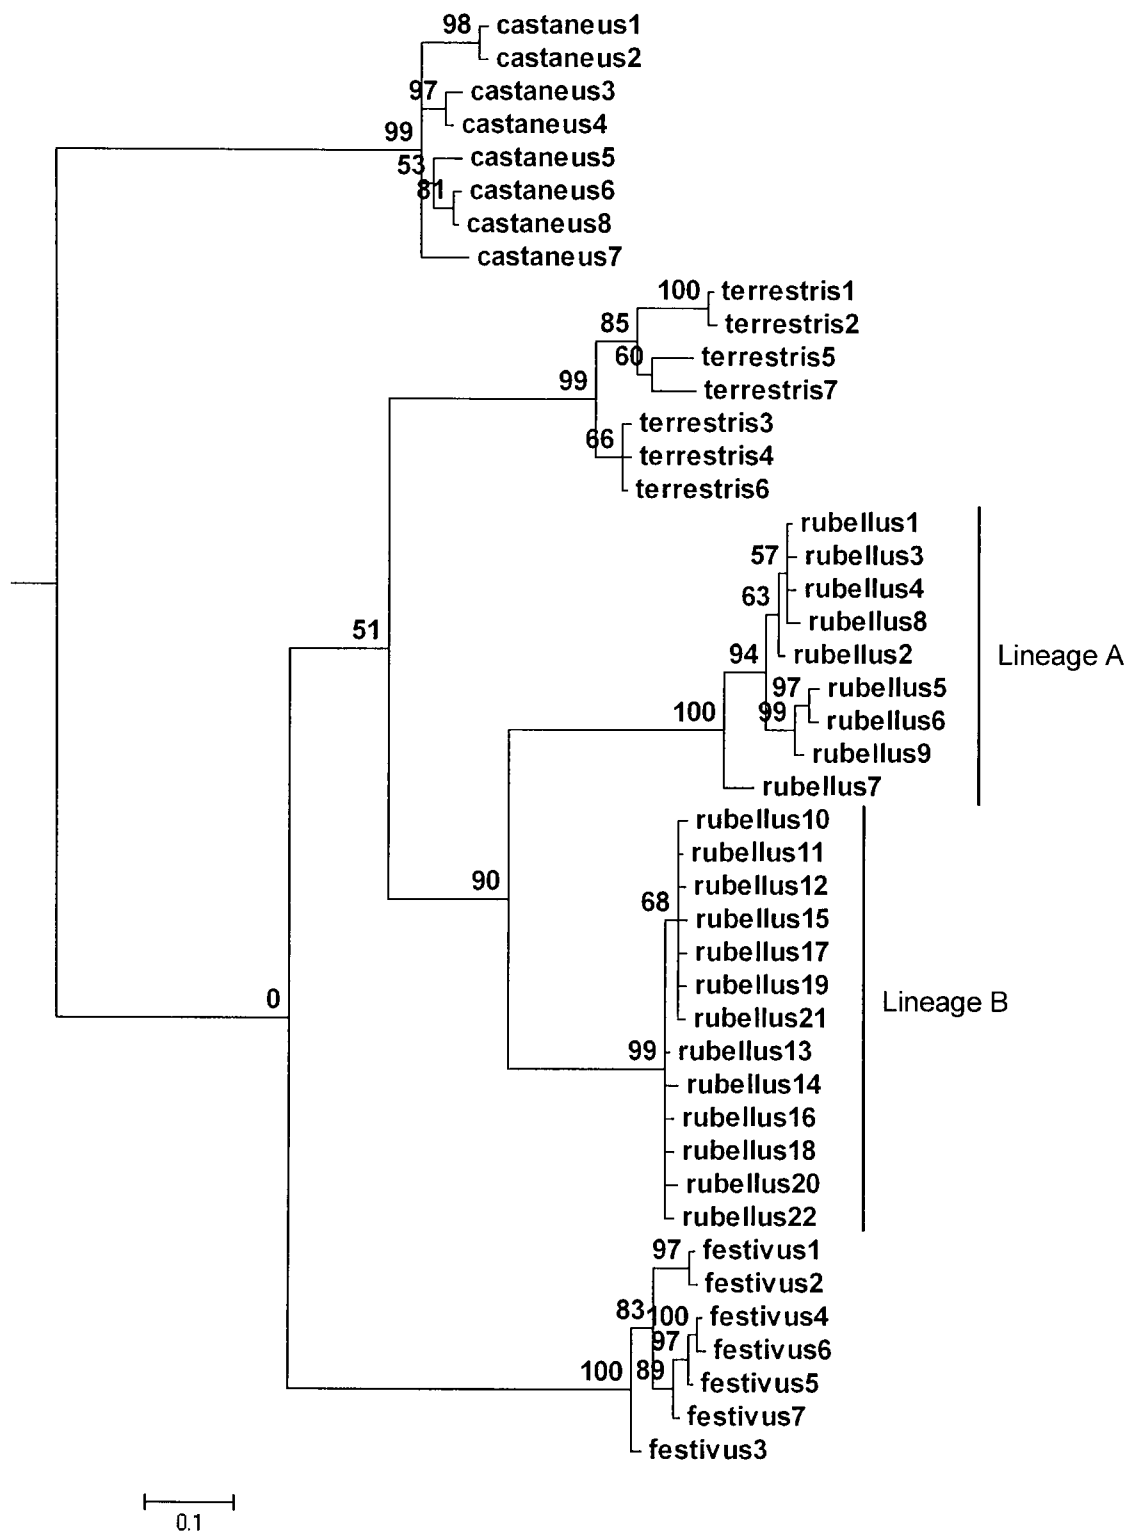 98 castaneus1
castaneus2
97 castaneus3
castaneus4
99
53 castaneus5
81 castaneus6
castaneus8
castaneus7
100 terrestris1
85 terrestris2
60 terrestris5
99 terrestris7
terrestris3
66 terrestris4
terrestris6
rubellus1
57 rubellus3
63 rubellus4
rubellus8
51 94 rubellus2 Lineage A
97 rubellus5
100 99 rubellus6
rubellus9
rubellus7
rubellus10
rubellus11
90 rubellus12
68 rubellus15
rubellus17
rubellus19
0 rubellus21 Lineage B
99 rubellus13
rubellus14
rubellus16
rubellus18
rubellus20
rubellus22
97 festivus1
festivus2
83 100 festivus4
97 festivus6
100 89 festivus5
festivus7
festivus3
0.1